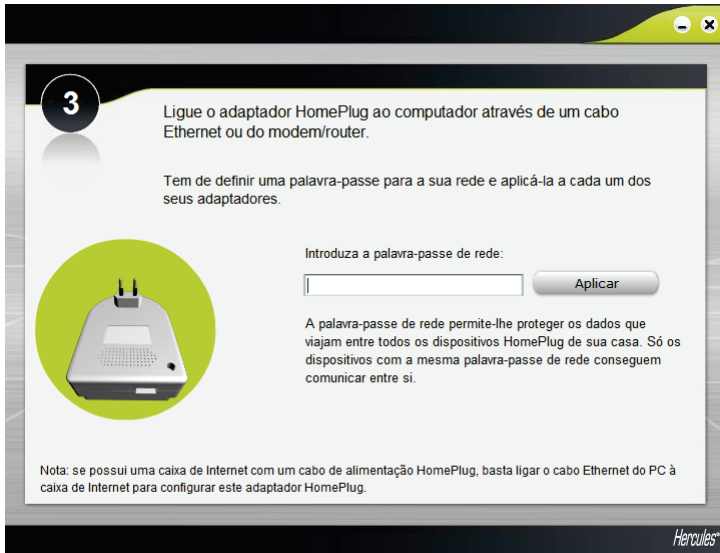 3
Ligue o adaptador HomePlug ao computador através de um cabo
Ethernet ou do modem/router.
Tem de definir uma palavra-passe para a sua rede e aplicá-la a cada um dos
seus adaptadores.
Introduza a palavra-passe de rede:
Aplicar
A palavra-passe de rede permite-lhe proteger os dados que
viajam entre todos os dispositivos HomePlug de sua casa. Só os
dispositivos com a mesma palavra-passe de rede conseguem
comunicar entre si.
Nota: se possui uma caixa de Internet com um cabo de alimentação HomePlug, basta ligar o cabo Ethernet do PC à
caixa de Internet para configurar este adaptador HomePlug.
Hercules